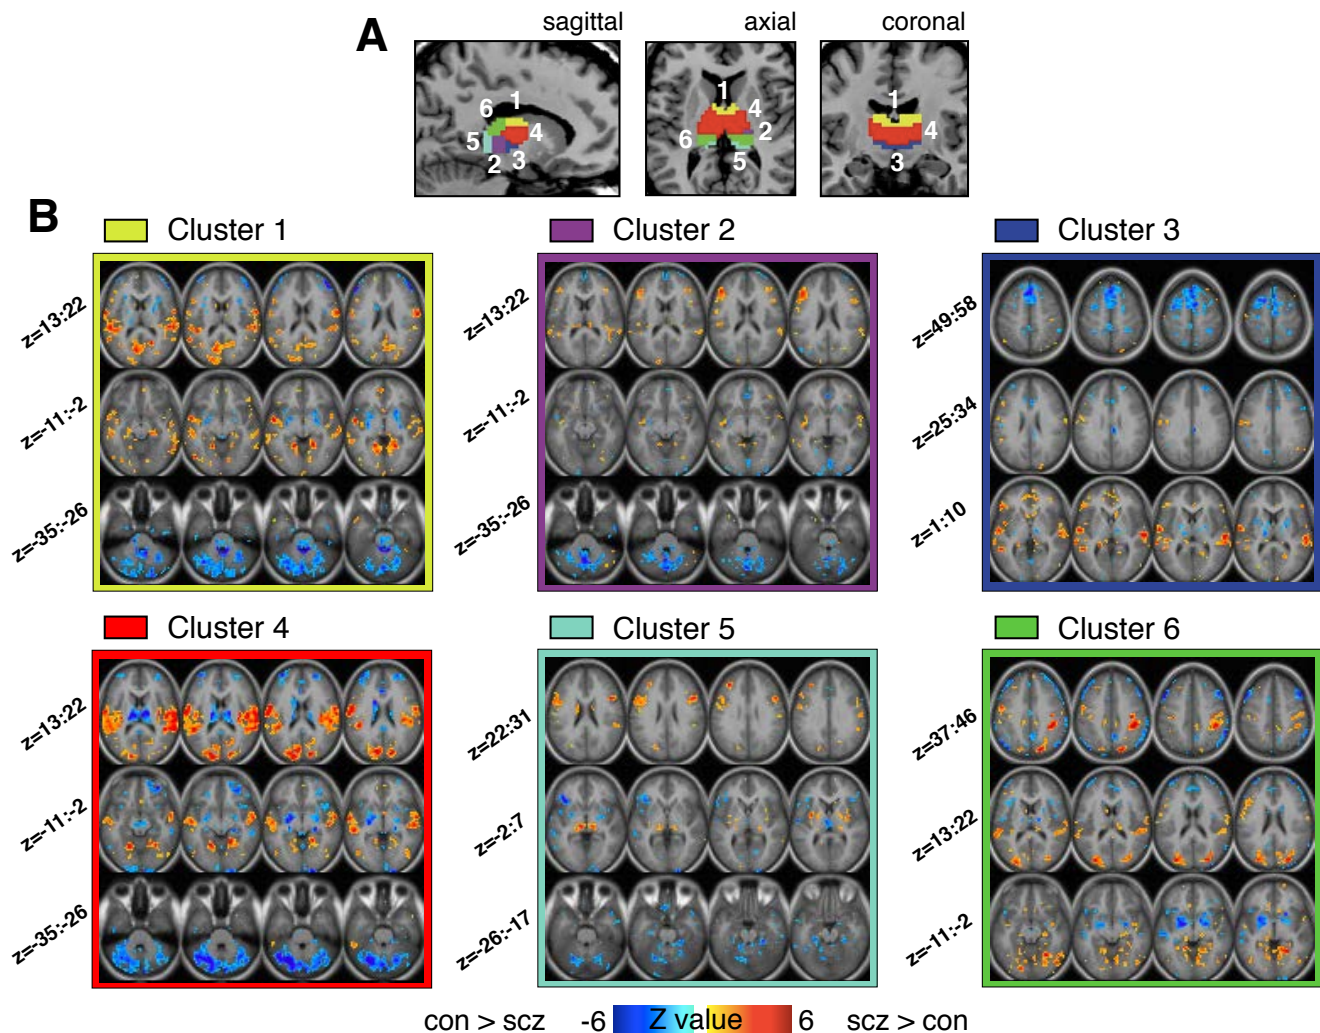 A
sagittal
axial
coronal
1
6
4
5
2
3
1
4
2
6
5
1
4
3
B
Cluster 1
Cluster 2
Cluster 3
z=13:22
z=-11:-2
z=-35:-26
z=13:22
z=-11:-2
z=-35:-26
z=49:58
z=25:34
z=1:10
Cluster 4
Cluster 5
Cluster 6
z=13:22
z=-11:-2
z=-35:-26
z=22:31
z=-2:7
z=-26:-17
z=37:46
z=13:22
z=-11:-2
con > scz -6 Z value 6 scz > con